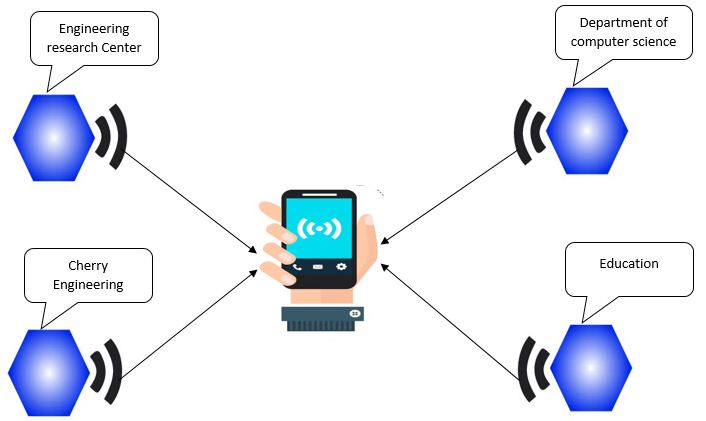 Engineering
research Center
Department of
computer science
Cherry
Engineering
Education